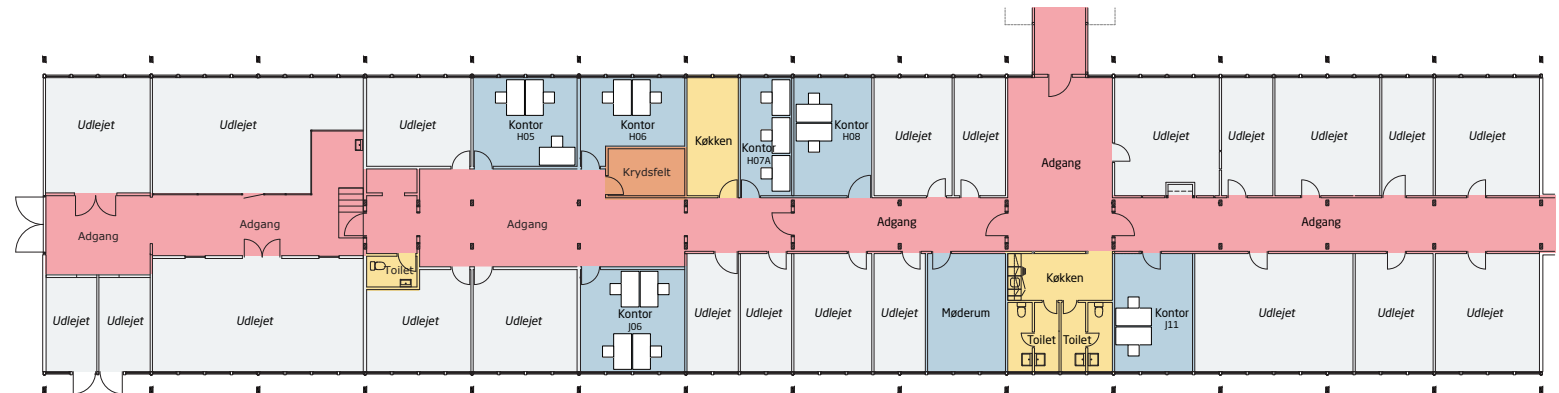 Udlejet
Udlejet
Udlejet
Kontor
H05
Kontor
H06
Krydsfelt
Køkken
Kontor
H07A
Kontor
H08
Udlejet
Udlejet
Adgang
Udlejet
Udlejet
Udlejet
Udlejet
Udlejet
Adgang
Adgang
Adgang
Adgang
Adgang
Toilet
Udlejet
Udlejet
Udlejet
Udlejet
Udlejet
Kontor
J06
Udlejet
Udlejet
Udlejet
Udlejet
Møderum
Køkken
Toilet
Toilet
Kontor
J11
Udlejet
Udlejet
Udlejet